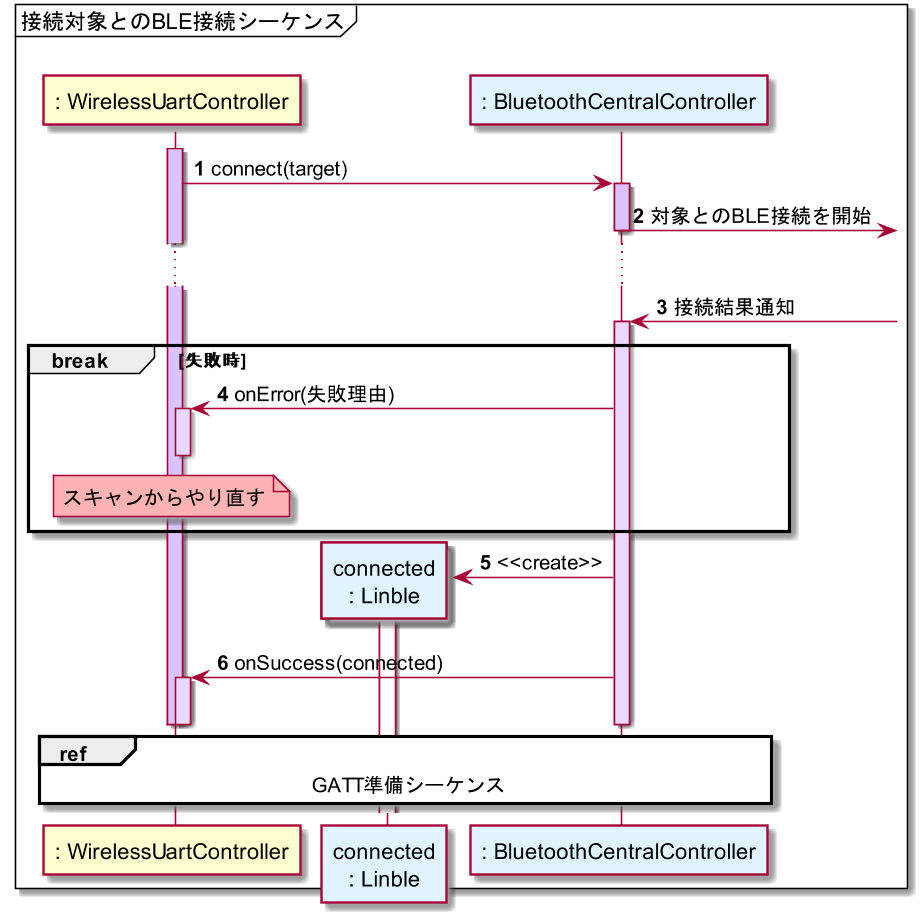 接続対象とのBLE接続シーケンス
: WirelessUartController
: BluetoothCentralController
1 connect(target)
2 対象とのBLE接続を開始
3 接続結果通知
break
[失敗時]
4 onError(失敗理由)
スキャンからやり直す
5 <<create>>
connected
: Linble
6 onSuccess(connected)
ref
GATT準備シーケンス
: WirelessUartController
connected
: Linble
: BluetoothCentralController